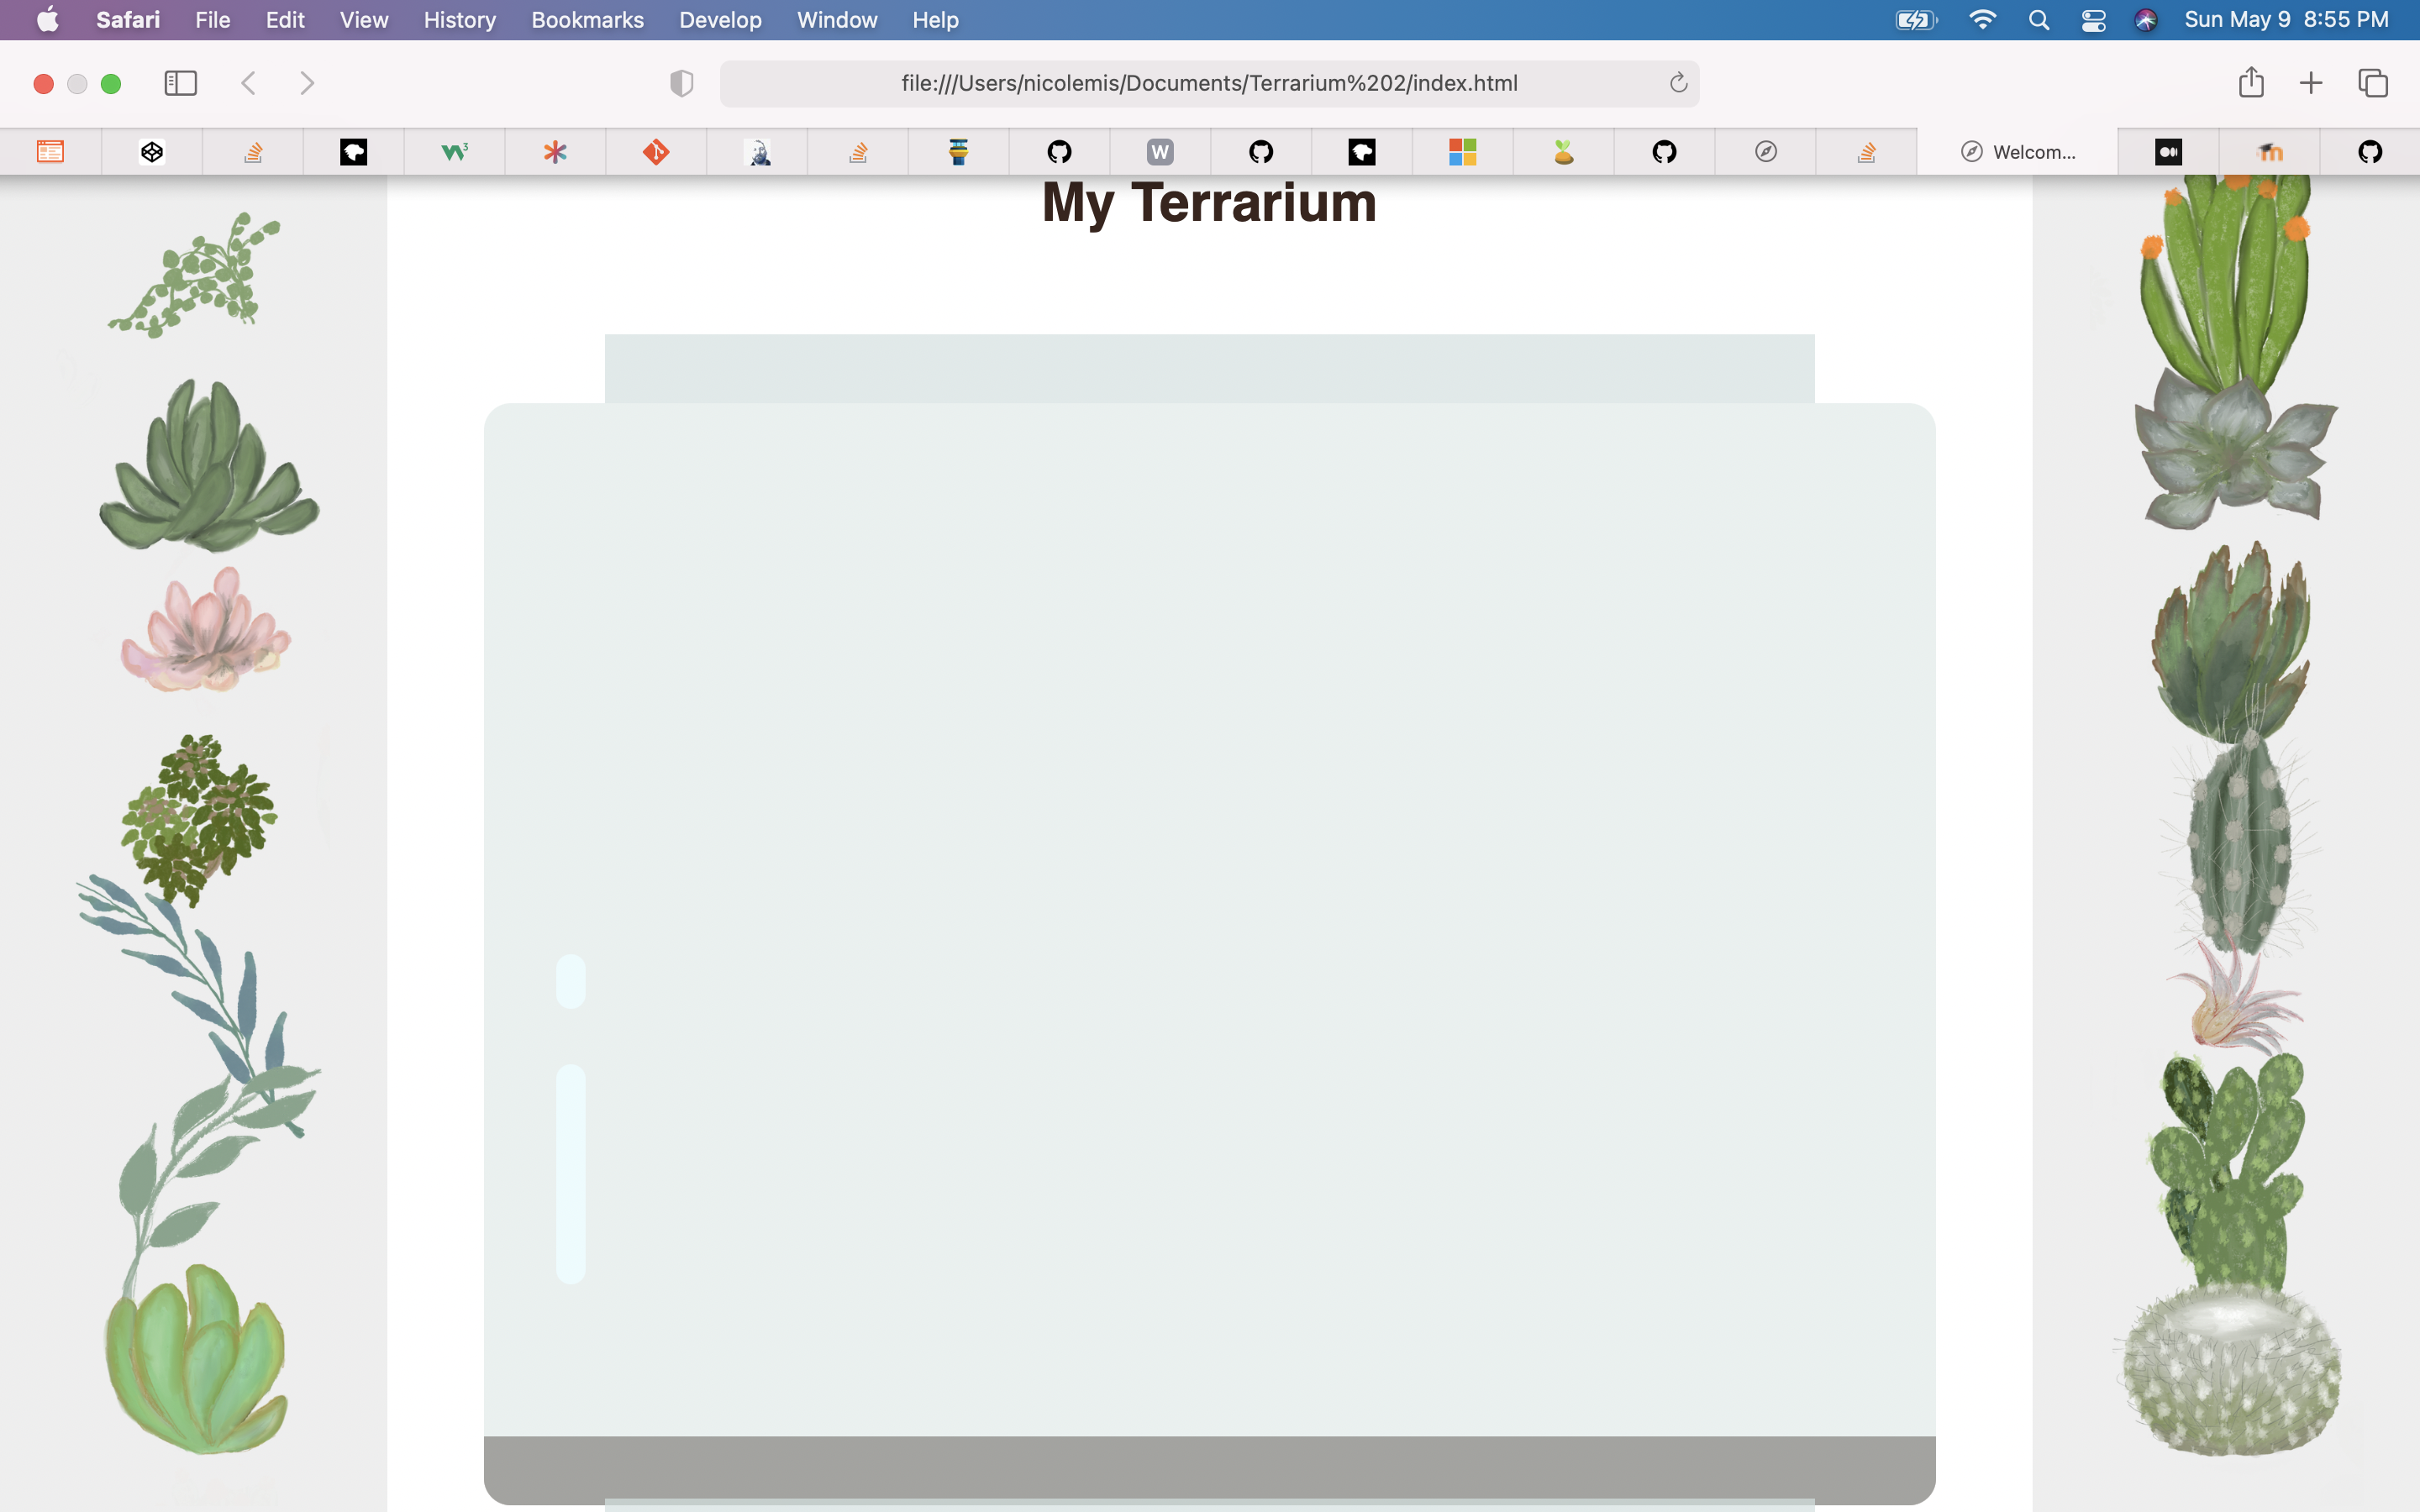 Safari File Edit View History Bookmarks Develop Window Help Sun May 9 8:55 PM
file:///Users/nicolemis/Documents/Terrarium%202/index.html
W3 W Welcom... m
My Terrarium